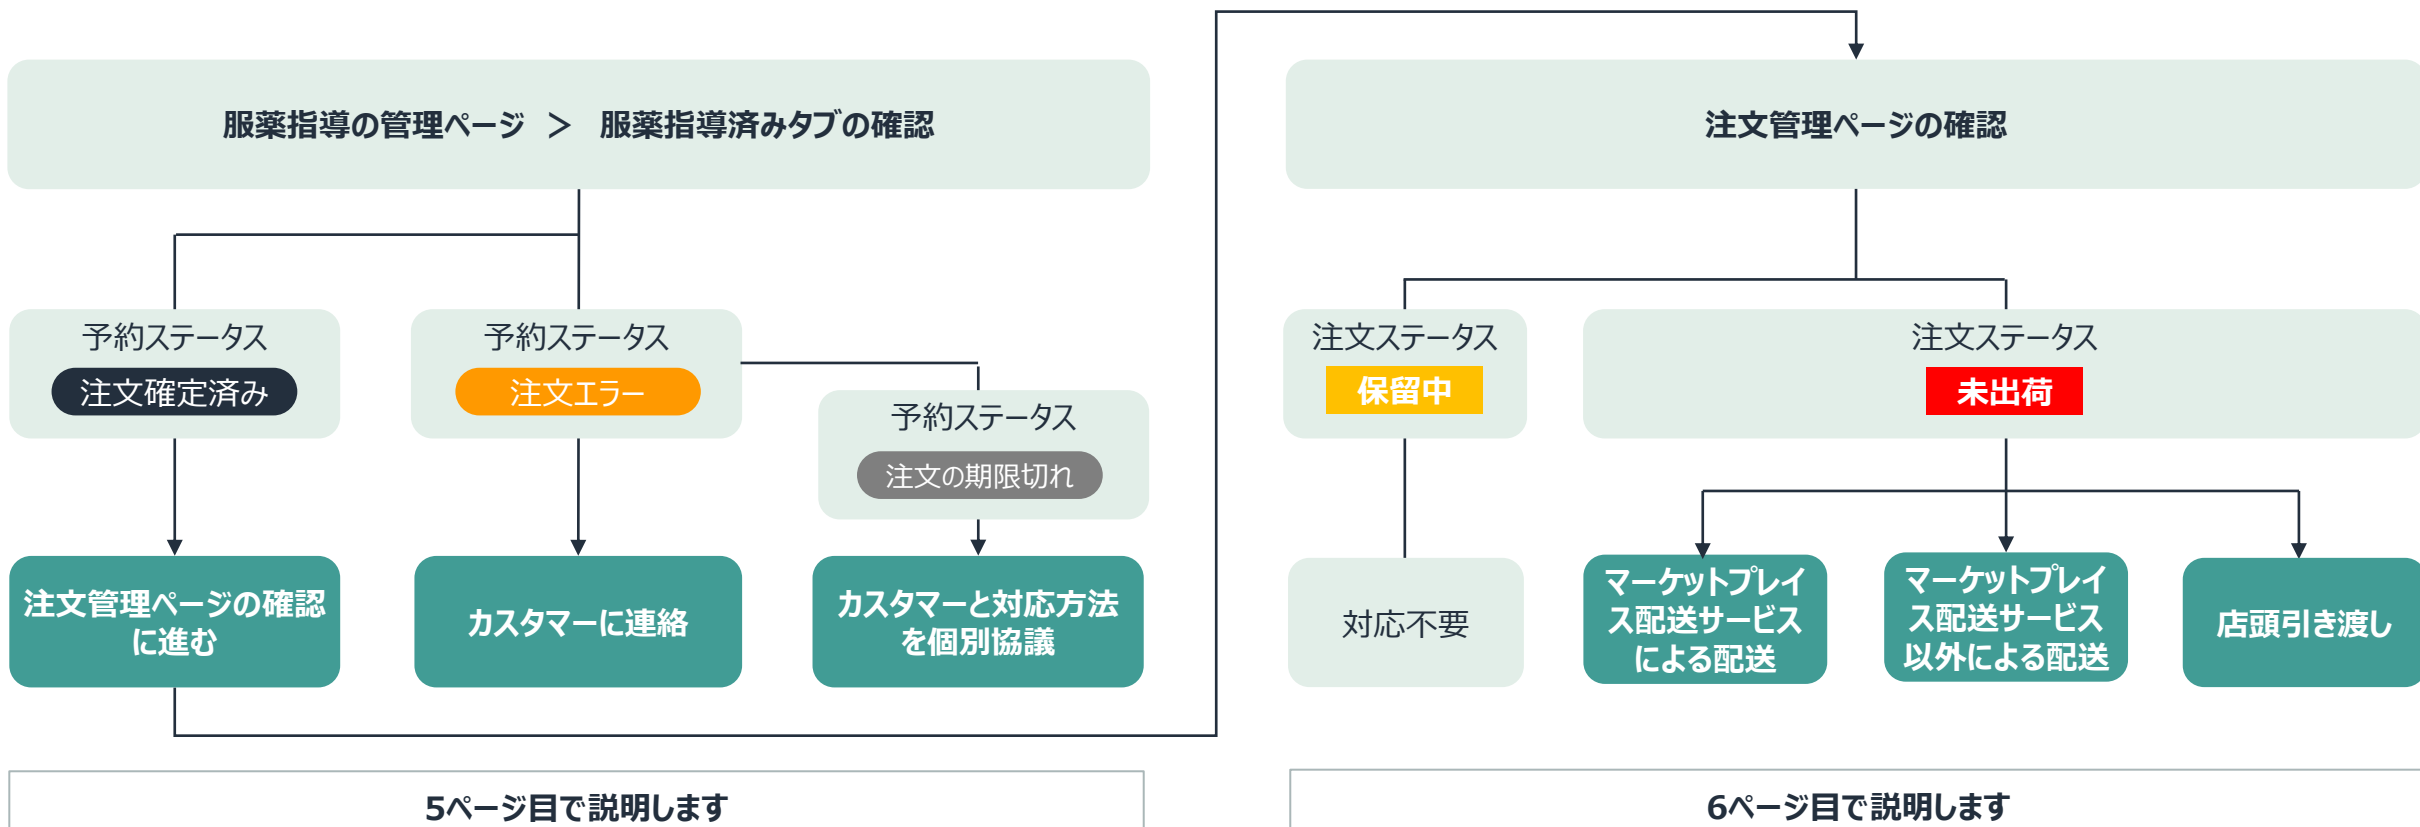 服薬指導の管理ページ ＞ 服薬指導済みタブの確認
予約ステータス
注文確定済み
予約ステータス
注文エラー
予約ステータス
注文の期限切れ
注文管理ページの確認
に進む
カスタマーに連絡
カスタマーと対応方法
を個別協議
5ページ目で説明します
注文管理ページの確認
注文ステータス
保留中
注文ステータス
未出荷
対応不要
マーケットプレイ
ス配送サービス
による配送
マーケットプレイ
ス配送サービス
以外による配送
店頭引き渡し
6ページ目で説明します